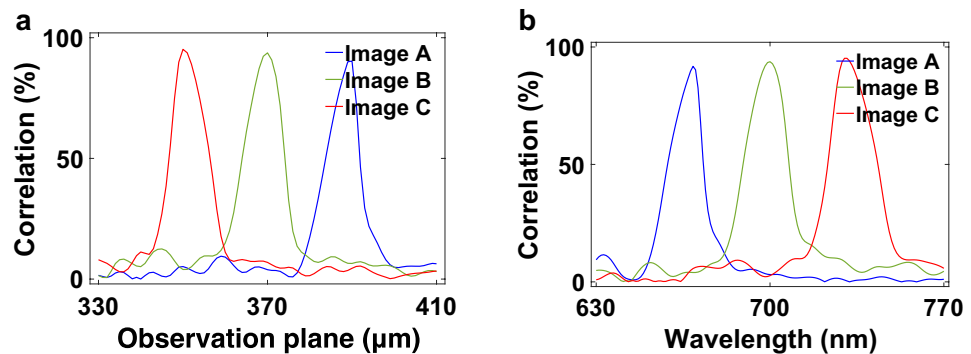 a
Correlation (%)
100
50
0
330
370
410
Observation plane (µm)
Image A
Image B
Image C
b
Correlation (%)
100
50
0
630
700
770
Wavelength (nm)
Image A
Image B
Image C